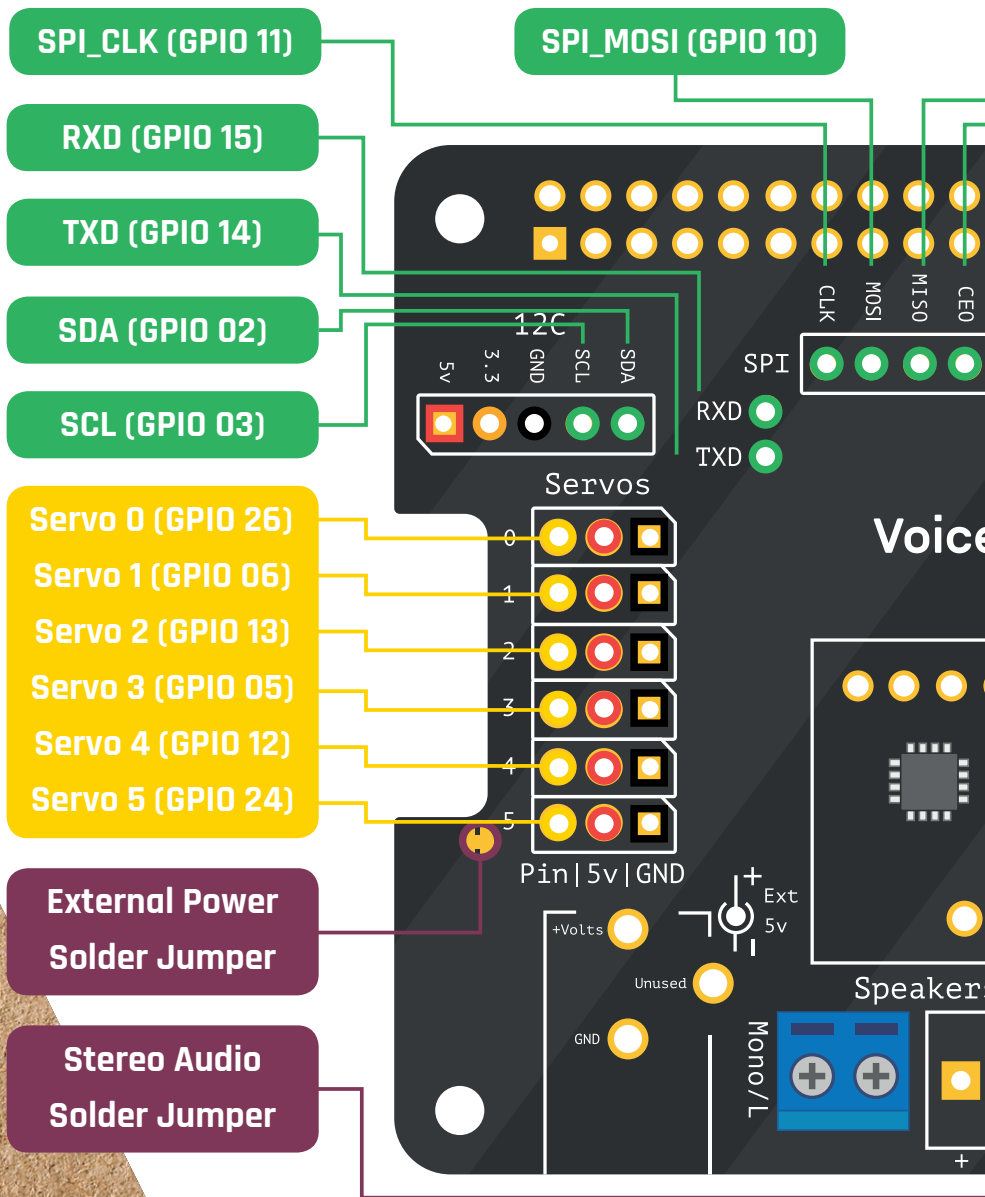 SPI_CLK (GPIO 11)
SPI_MOSI (GPIO 10)
RXD (GPIO 15)
TXD (GPIO 14)
SDA (GPIO 02)
SCL (GPIO 03)
CLK
MOSI
MISO
CEO
12C
5v
3.3
GND
SCL
SDA
SPI
RXD
TXD
Servos
Servo 0 (GPIO 26)
Servo 1 (GPIO 06)
Servo 2 (GPIO 13)
Servo 3 (GPIO 05)
Servo 4 (GPIO 12)
Servo 5 (GPIO 24)
0
1
2
3
4
5
Voice
Pin|5v|GND
External Power
Solder Jumper
+
Ext
5v
+Volts
Unused
GND
Speakers
Mono/L
+
Stereo Audio
Solder Jumper